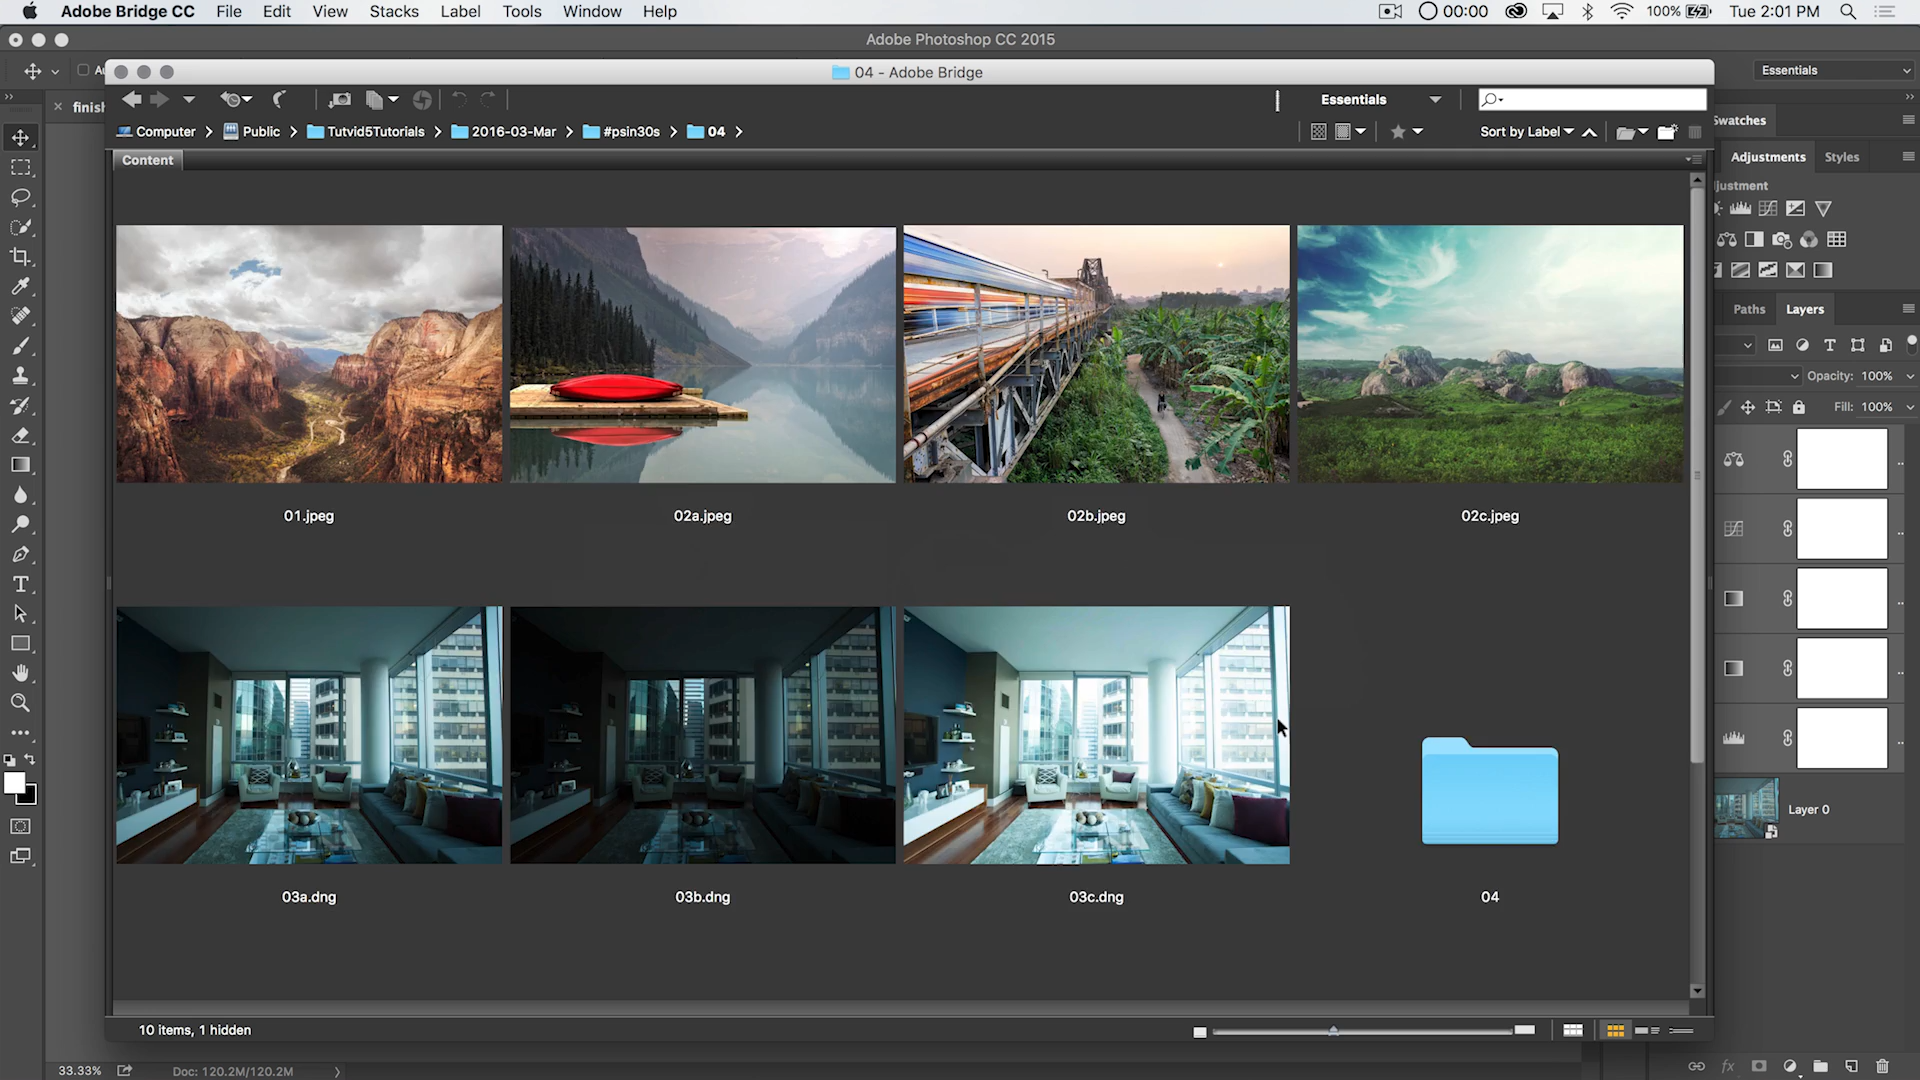 Adobe Bridge CC File Edit View Stacks Label Tools Window Help 00:00 100% Tue 2:01 PM
Adobe Photoshop CC 2015
Essentials
04 - Adobe Bridge
finish
Essentials
Computer Public Tutvid5Tutorials 2016-03-Mar #psin30s 04 Sort by Label
Swatches
Content
Adjustments Styles
Paths Layers
Opacity: 100%
Fill: 100%
01.jpeg 02a.jpeg 02b.jpeg 02c.jpeg
Layer 0
03a.dng 03b.dng 03c.dng 04
10 items, 1 hidden
33.33% Doc: 120.2M/120.2M fx